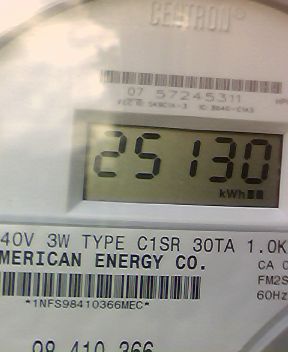 CENTRON®
07 57245311
25130
kWh
40V 3W TYPE C1SR 30TA 1.0K
MERICAN ENERGY CO.
CA 0
FM2S
60Hz
*1NFS98410366MEC*
98 410 366